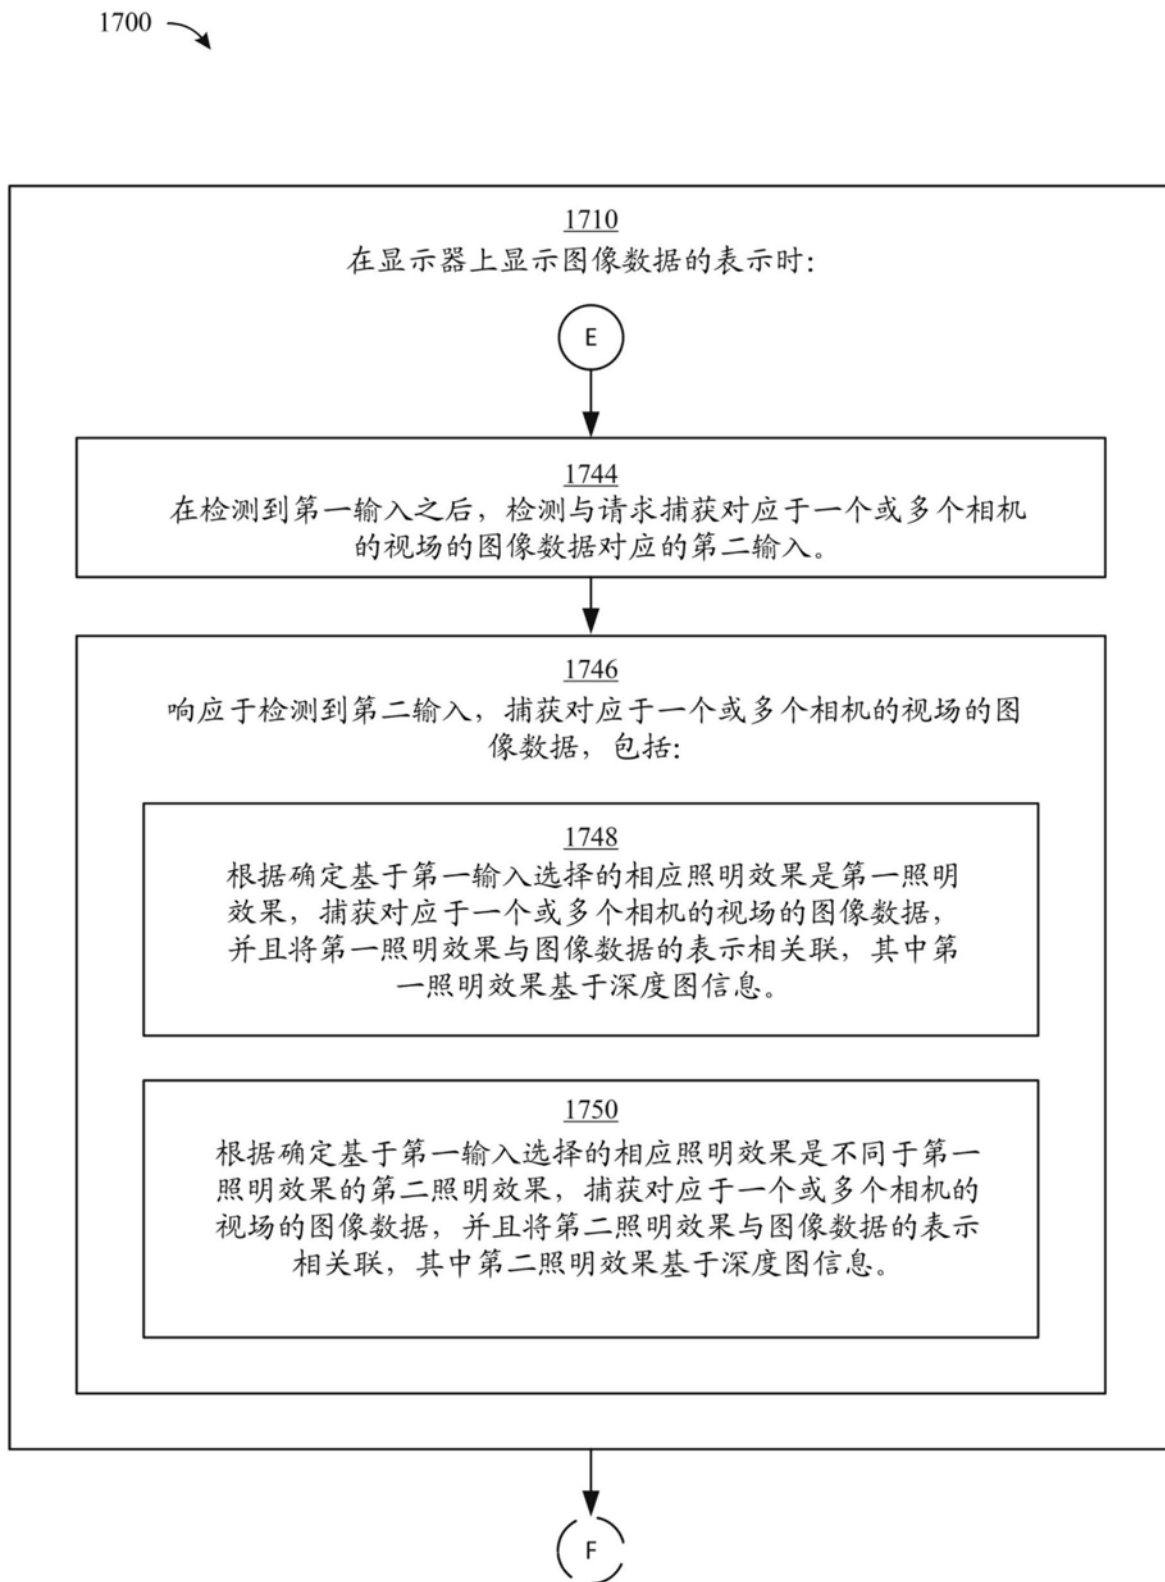 1700
1710
在显示器上显示图像数据的表示时：
E
1744
在检测到第一输入之后，检测与请求捕获对应于一个或多个相机
的视场的图像数据对应的第二输入。
1746
响应于检测到第二输入，捕获对应于一个或多个相机的视场的图
像数据，包括：
1748
根据确定基于第一输入选择的相应照明效果是第一照明
效果，捕获对应于一个或多个相机的视场的图像数据，
并且将第一照明效果与图像数据的表示相关联，其中第
一照明效果基于深度图信息。
1750
根据确定基于第一输入选择的相应照明效果是不同于第一
照明效果的第二照明效果，捕获对应于一个或多个相机的
视场的图像数据，并且将第二照明效果与图像数据的表示
相关联，其中第二照明效果基于深度图信息。
F